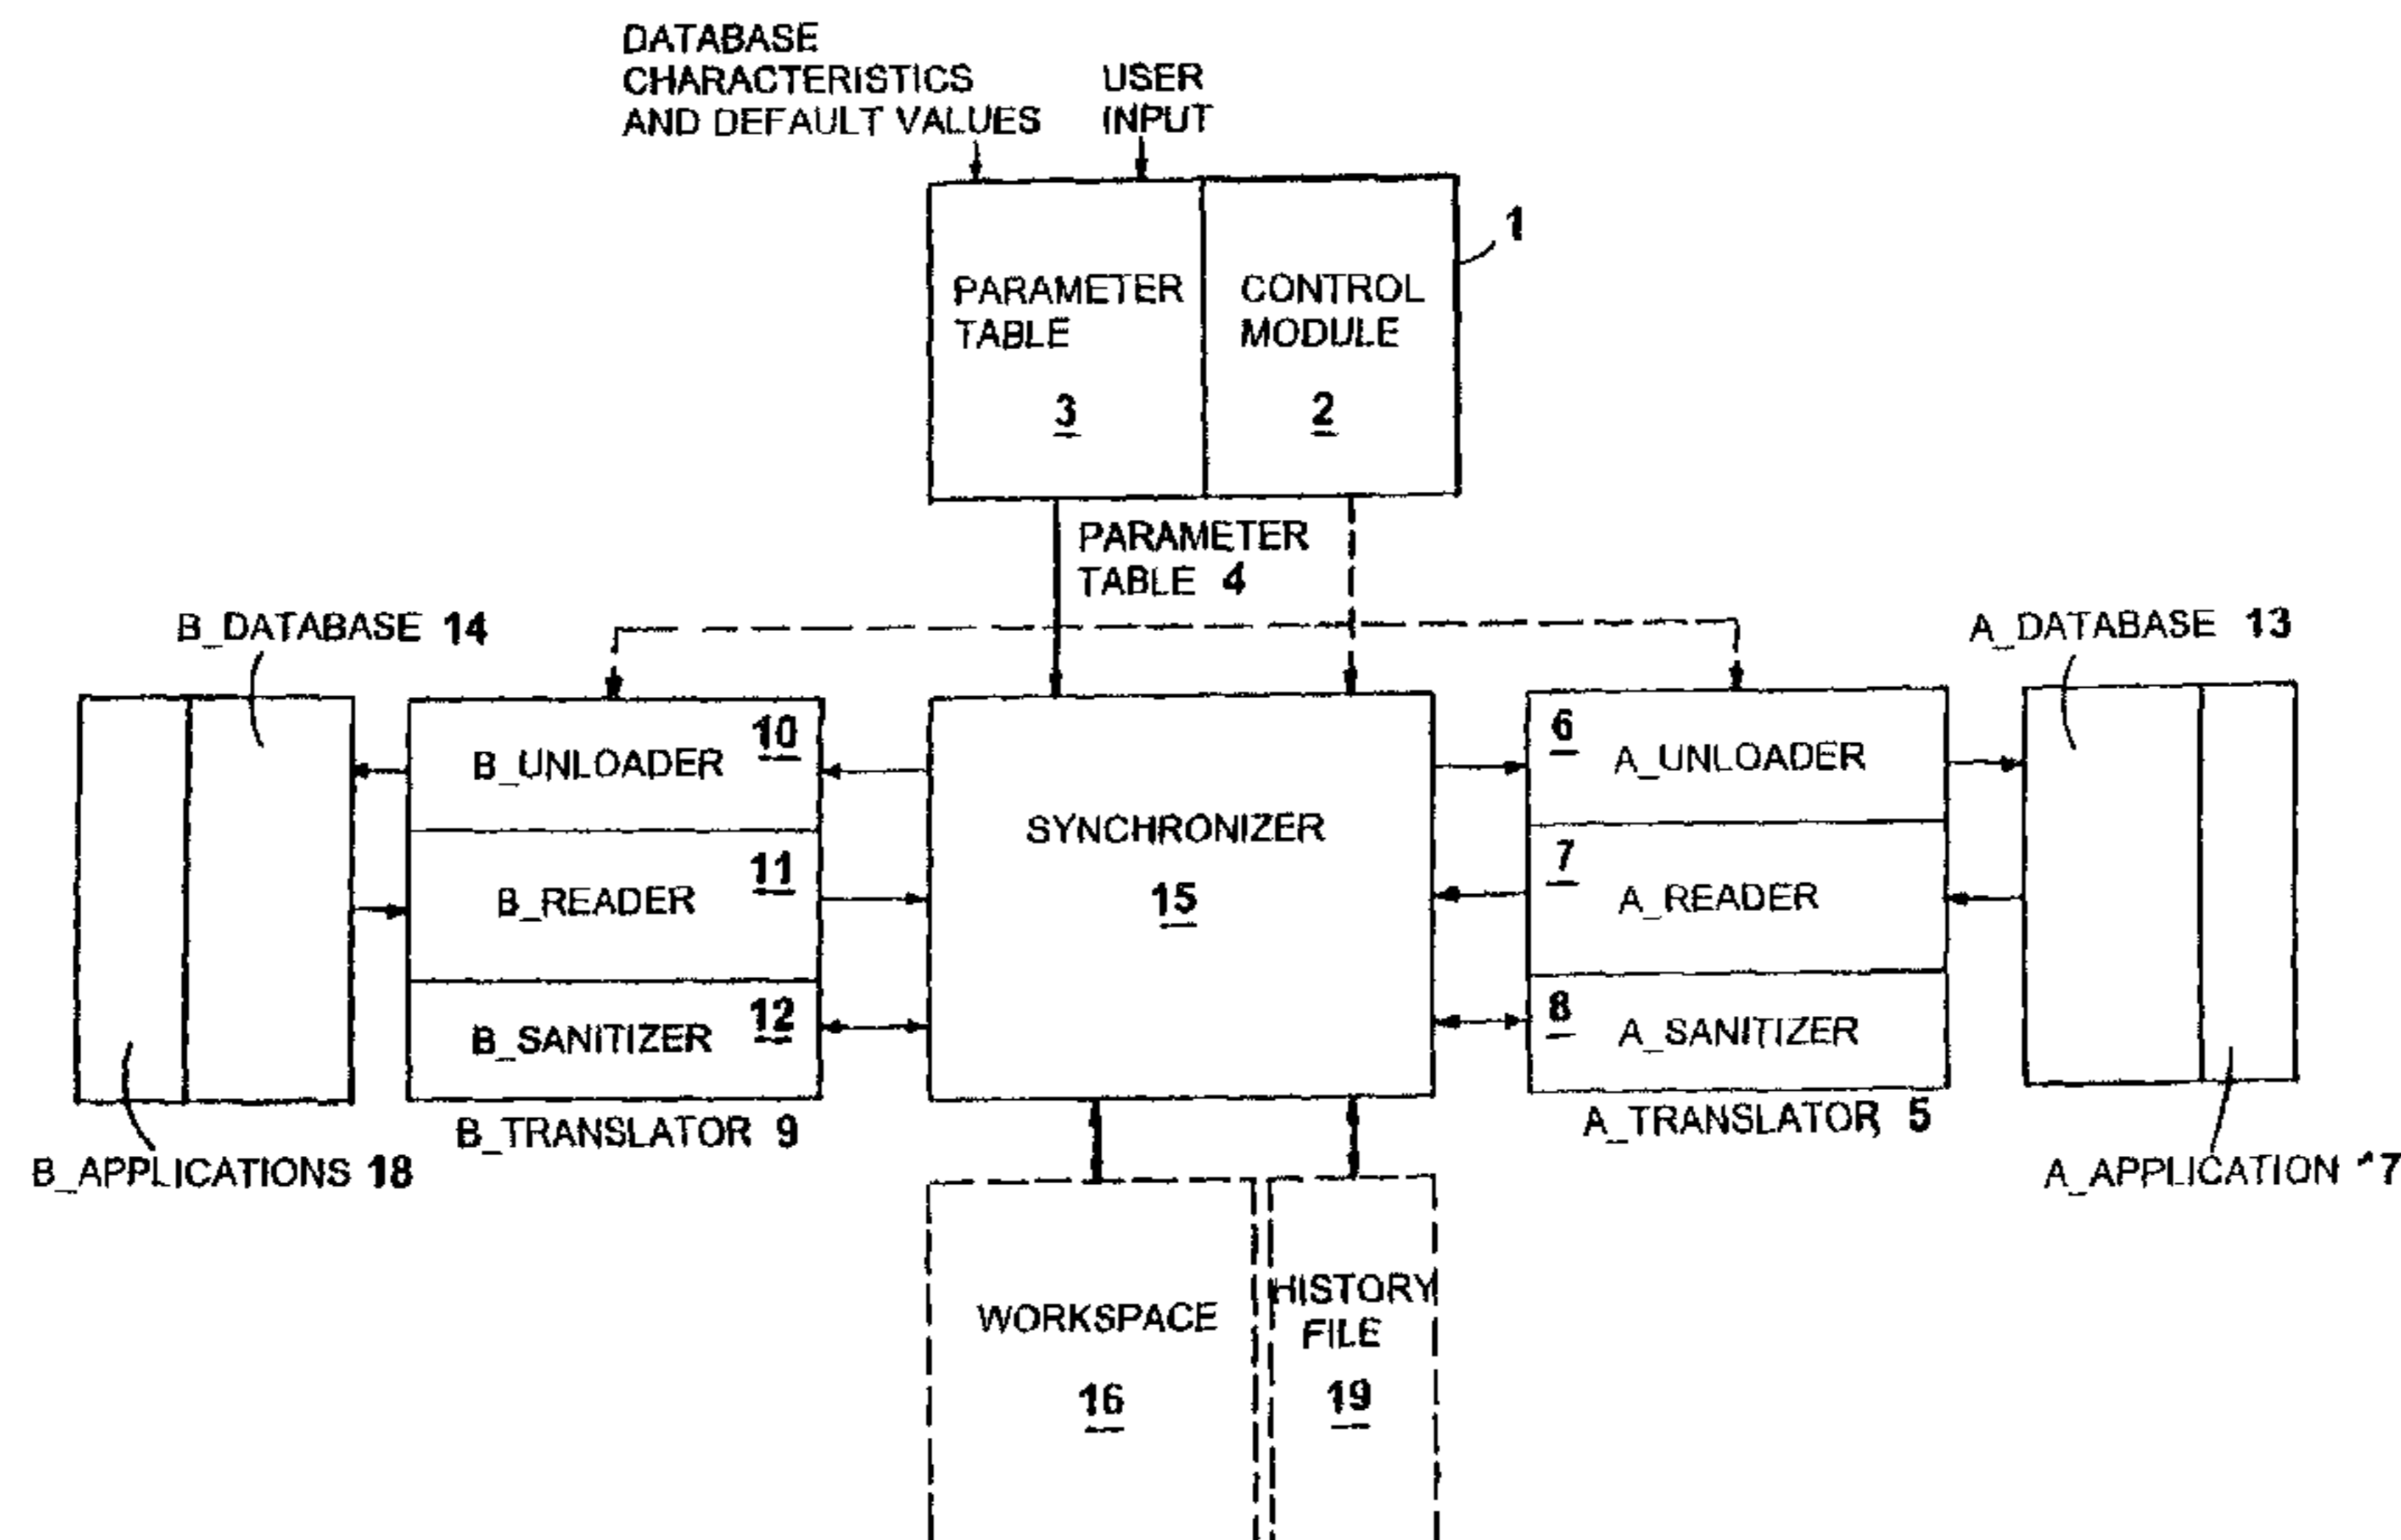 DATABASE
CHARACTERISTICS
AND DEFAULT VALUES
USER
INPUT
1
PARAMETER
TABLE
3
CONTROL
MODULE
2
PARAMETER
TABLE 4
B_DATABASE 14
A_DATABASE 13
B_UNLOADER 10
B_READER 11
B_SANITIZER 12
B_TRANSLATOR 9
B_APPLICATIONS 18
SYNCHRONIZER
15
6 A_UNLOADER
7 A_READER
8 A_SANITIZER
A_TRANSLATOR 5
A_APPLICATION 17
WORKSPACE
16
HISTORY
FILE
19